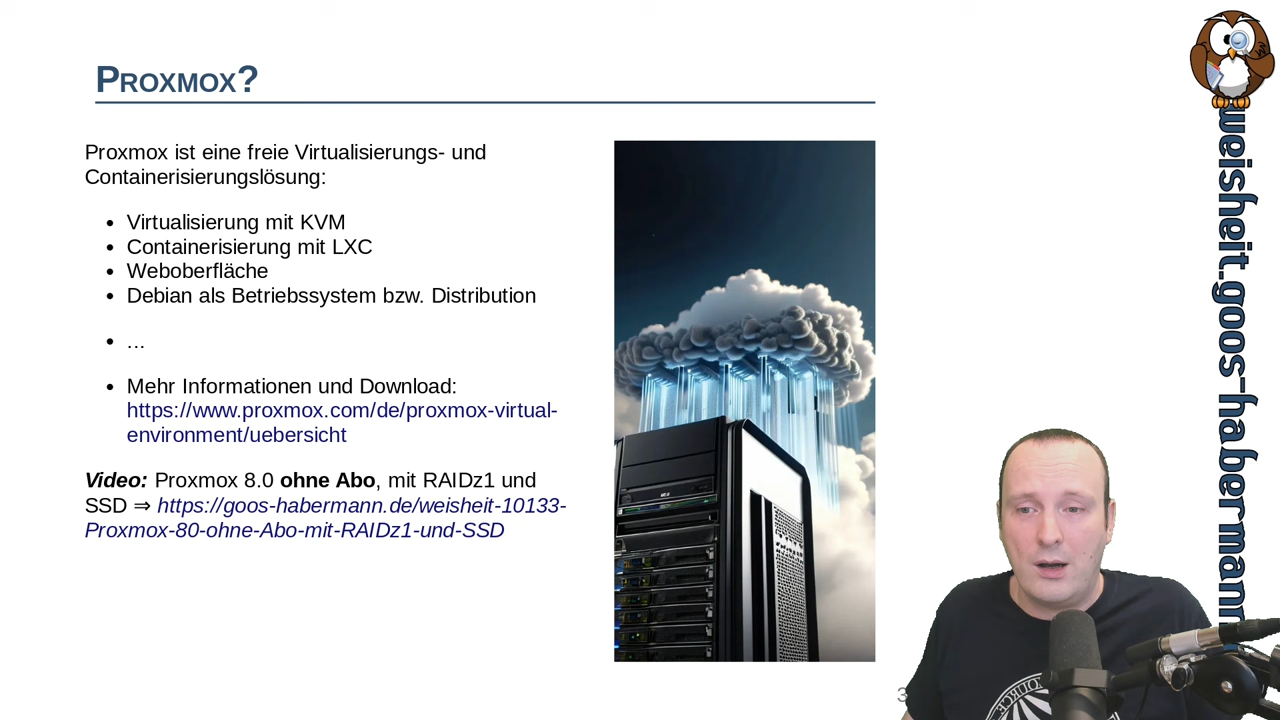 PROXMOX?
Proxmox ist eine freie Virtualisierungs- und
Containerisierungslösung:
• Virtualisierung mit KVM
• Containerisierung mit LXC
• Weboberfläche
• Debian als Betriebssystem bzw. Distribution
• ...
• Mehr Informationen und Download:
https://www.proxmox.com/de/proxmox-virtual-
environment/uebersicht
Video: Proxmox 8.0 ohne Abo, mit RAIDz1 und
SSD ⇒ https://goos-habermann.de/weisheit-10133-
Proxmox-80-ohne-Abo-mit-RAIDz1-und-SSD
weisheit.goos-habermann
3